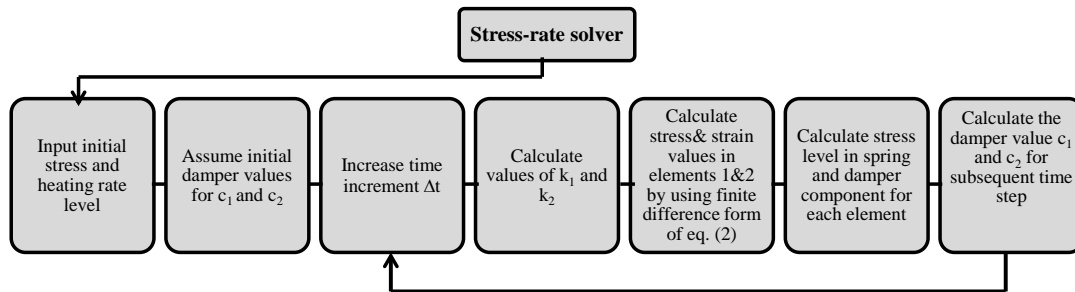 Stress-rate solver
Input initial
stress and
heating rate
level
Assume initial
damper values
for c₁ and c₂
Increase time
increment Δt
Calculate
values of k₁ and
k₂
Calculate
stress& strain
values in
elements 1&2
by using finite
difference form
of eq. (2)
Calculate stress
level in spring
and damper
component for
each element
Calculate the
damper value c₁
and c₂ for
subsequent time
step